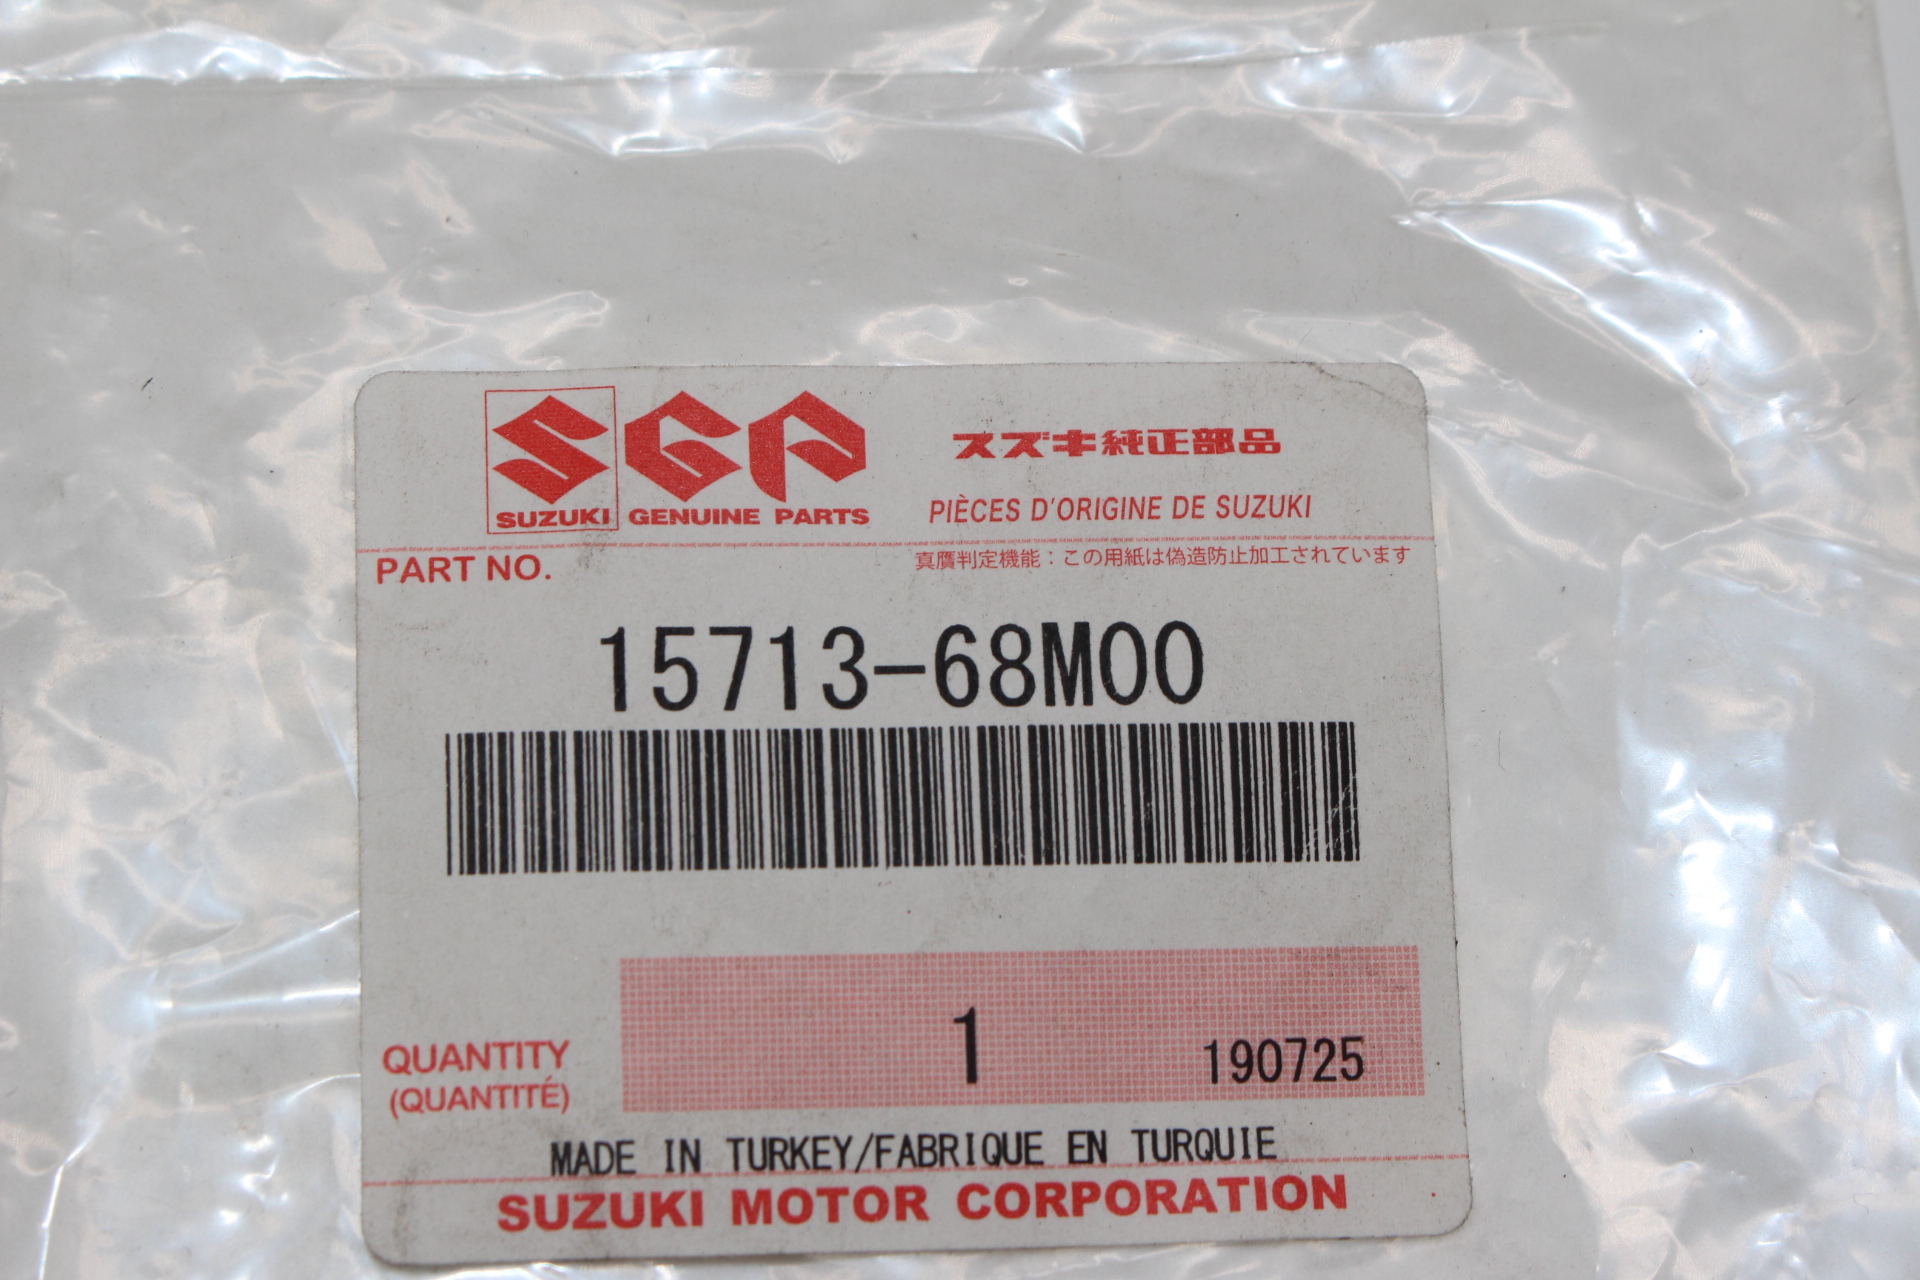 SGP
スズキ純正部品
SUZUKI GENUINE PARTS
PIÈCES D'ORIGINE DE SUZUKI
PART NO.
真贋判定機能：この用紙は偽造防止加工されています
15713-68M00
QUANTITY
(QUANTITÉ)
1
190725
MADE IN TURKEY/FABRIQUE EN TURQUIE
SUZUKI MOTOR CORPORATION